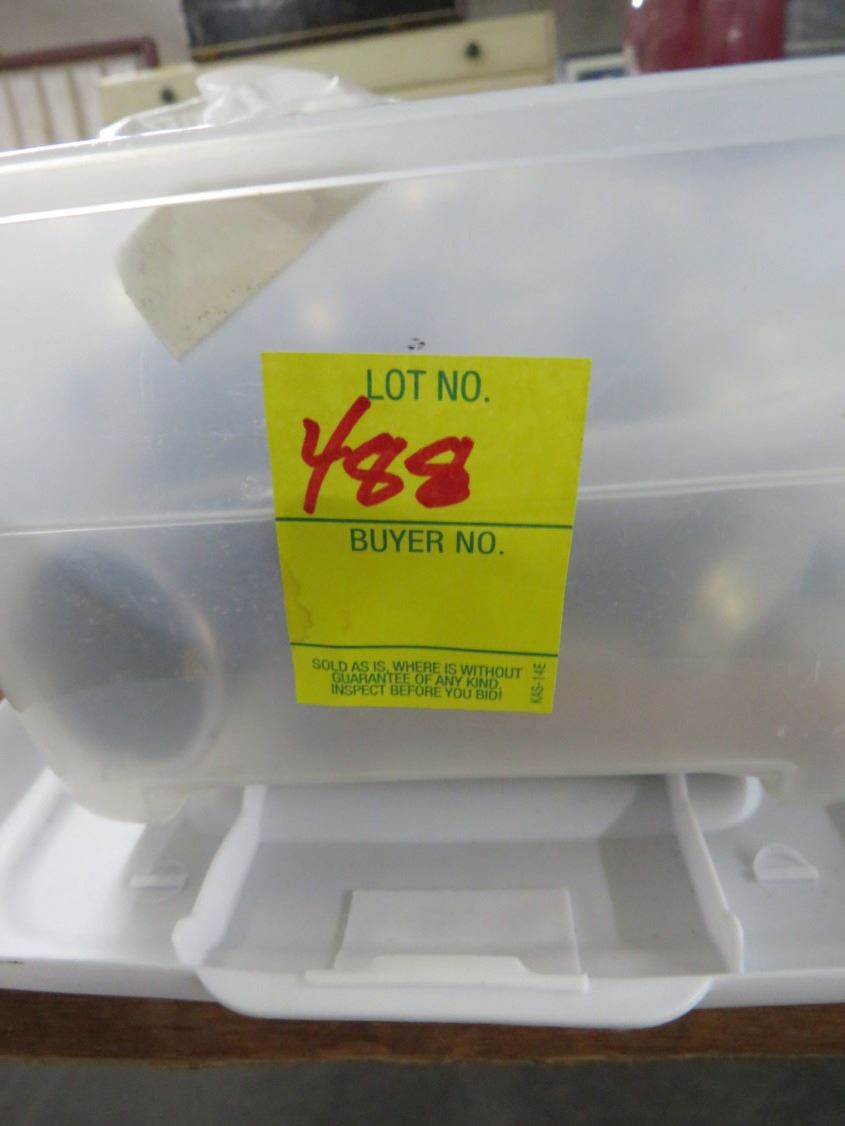 LOT NO.
488
BUYER NO.
SOLD AS IS, WHERE IS WITHOUT
GUARANTEE OF ANY KIND.
INSPECT BEFORE YOU BID!
KAS-14E